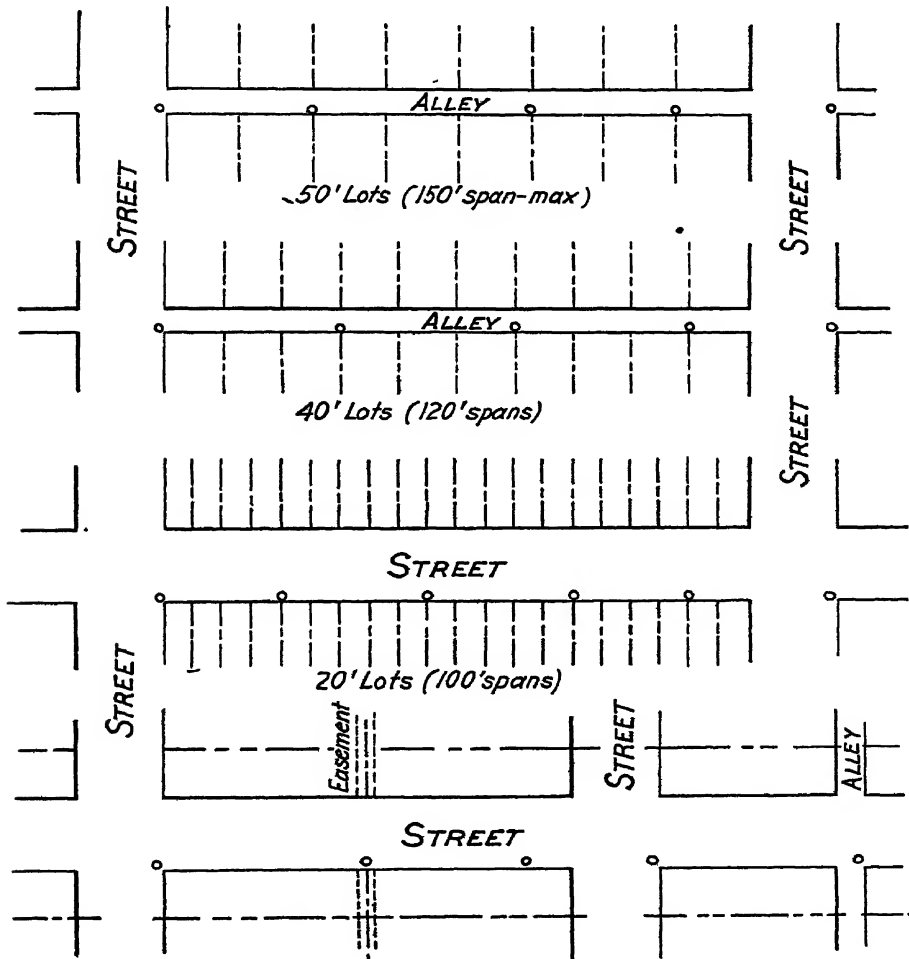 ALLEY
50' Lots (150' span-max)
STREET
STREET
ALLEY
40' Lots (120' spans)
STREET
STREET
20' Lots (100' spans)
STREET
Easement
STREET
ALLEY
STREET